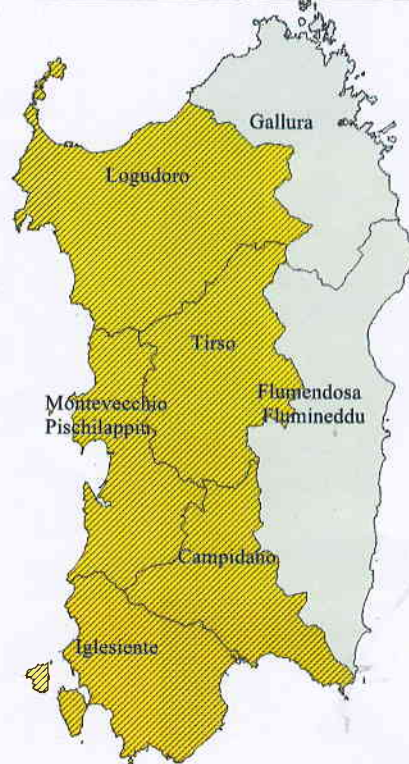 Gallura
Logudoro
Tirso
Montevecchio
Pischilappiu
Flumendosa
Flumineddu
Campidano
Iglesiente